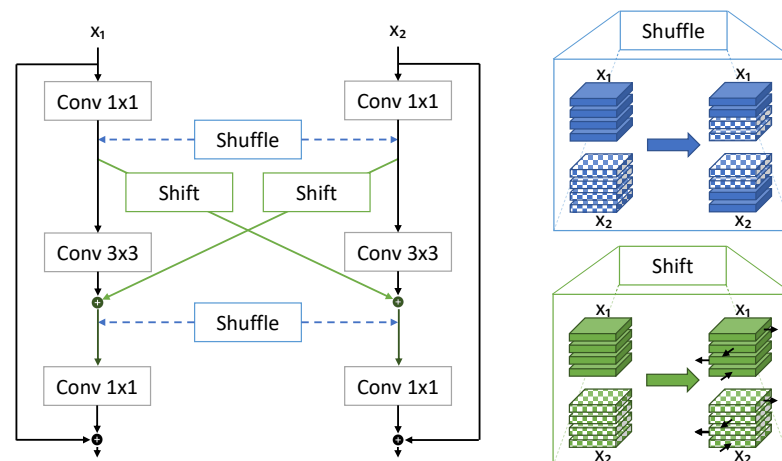 X₁
X₂
Conv 1x1
Conv 1x1
Shuffle
Shift
Shift
Conv 3x3
Conv 3x3
Shuffle
Conv 1x1
Conv 1x1
Shuffle
X₁
X₁
X₂
X₂
Shift
X₁
X₁
X₂
X₂